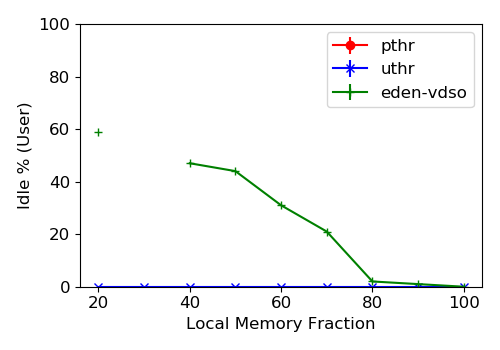 100
80
60
40
20
0
Idle % (User)
pthr
uthr
eden-vdso
20 40 60 80 100
Local Memory Fraction